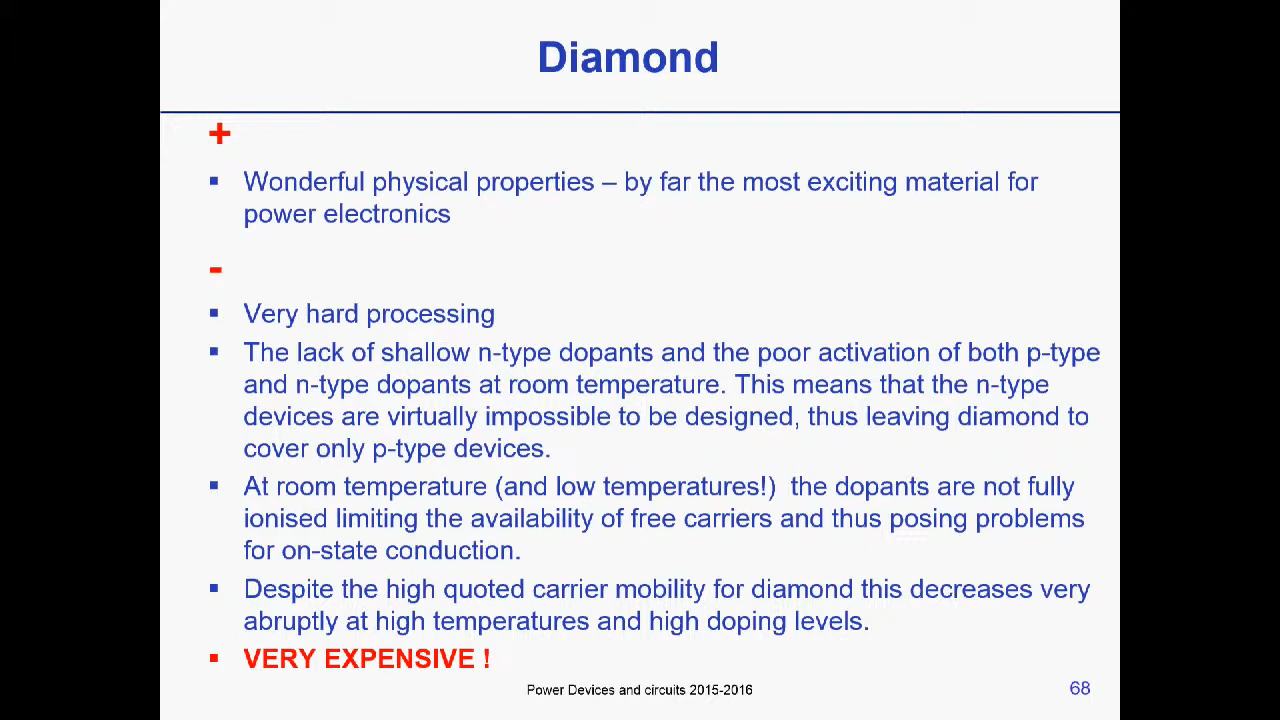 Diamond
+
▪ Wonderful physical properties – by far the most exciting material for
power electronics
-
▪ Very hard processing
▪ The lack of shallow n-type dopants and the poor activation of both p-type
and n-type dopants at room temperature. This means that the n-type
devices are virtually impossible to be designed, thus leaving diamond to
cover only p-type devices.
▪ At room temperature (and low temperatures!)  the dopants are not fully
ionised limiting the availability of free carriers and thus posing problems
for on-state conduction.
▪ Despite the high quoted carrier mobility for diamond this decreases very
abruptly at high temperatures and high doping levels.
▪ VERY EXPENSIVE !
Power Devices and circuits 2015-2016
68